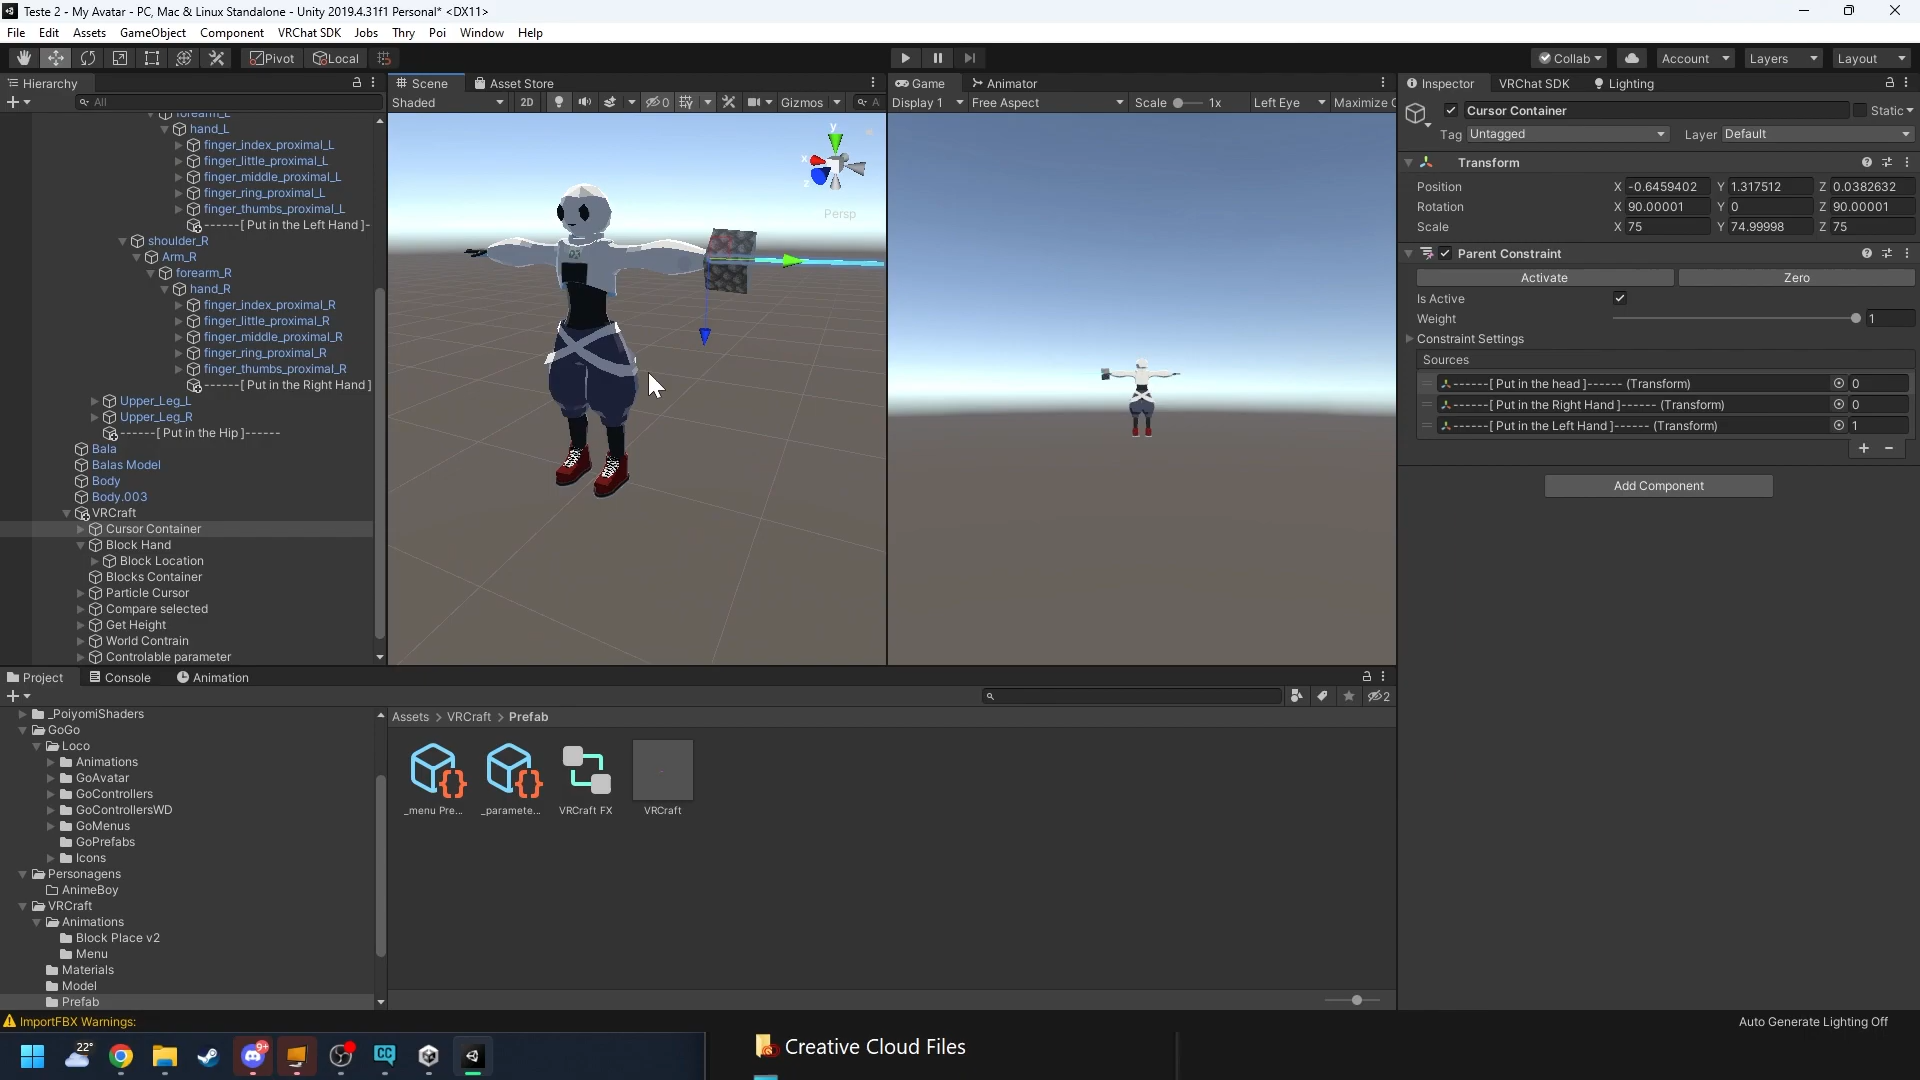 Teste 2 - My Avatar - PC, Mac & Linux Standalone - Unity 2019.4.31f1 Personal* <DX11>
File Edit Assets GameObject Component VRChat SDK Jobs Thry Poi Window Help
Pivot Local Collab Account Layers Layout
Hierarchy
All
forearm_L
hand_L
finger_index_proximal_L
finger_little_proximal_L
finger_middle_proximal_L
finger_ring_proximal_L
finger_thumbs_proximal_L
------[ Put in the Left Hand ]-
shoulder_R
Arm_R
forearm_R
hand_R
finger_index_proximal_R
finger_little_proximal_R
finger_middle_proximal_R
finger_ring_proximal_R
finger_thumbs_proximal_R
------[ Put in the Right Hand ]
Upper_Leg_L
Upper_Leg_R
------[ Put in the Hip ]------
Bala
Balas Model
Body
Body.003
VRCraft
Cursor Container
Block Hand
Block Location
Blocks Container
Particle Cursor
Compare selected
Get Height
World Contrain
Controlable parameter
Scene Asset Store
Shaded 2D 0 Gizmos A
y
x
z
Persp
Game Animator
Display 1 Free Aspect Scale 1x Left Eye Maximize
Inspector VRChat SDK Lighting
Cursor Container Static
Tag Untagged Layer Default
Transform
Position X -0.6459402 Y 1.317512 Z 0.0382632
Rotation X 90.00001 Y 0 Z 90.00001
Scale X 75 Y 74.99998 Z 75
Parent Constraint
Activate Zero
Is Active
Weight 1
Constraint Settings
Sources
------[ Put in the head ]------ (Transform) 0
------[ Put in the Right Hand ]------ (Transform) 0
------[ Put in the Left Hand ]------ (Transform) 1
Add Component
Project Console Animation
2
_PoiyomiShaders
GoGo
Loco
Animations
GoAvatar
GoControllers
GoControllersWD
GoMenus
GoPrefabs
Icons
Personagens
AnimeBoy
VRCraft
Animations
Block Place v2
Menu
Materials
Model
Prefab
Assets > VRCraft > Prefab
_menu Pre... _paramete... VRCraft FX VRCraft
ImportFBX Warnings:
Auto Generate Lighting Off
22°
9+
CC
Creative Cloud Files